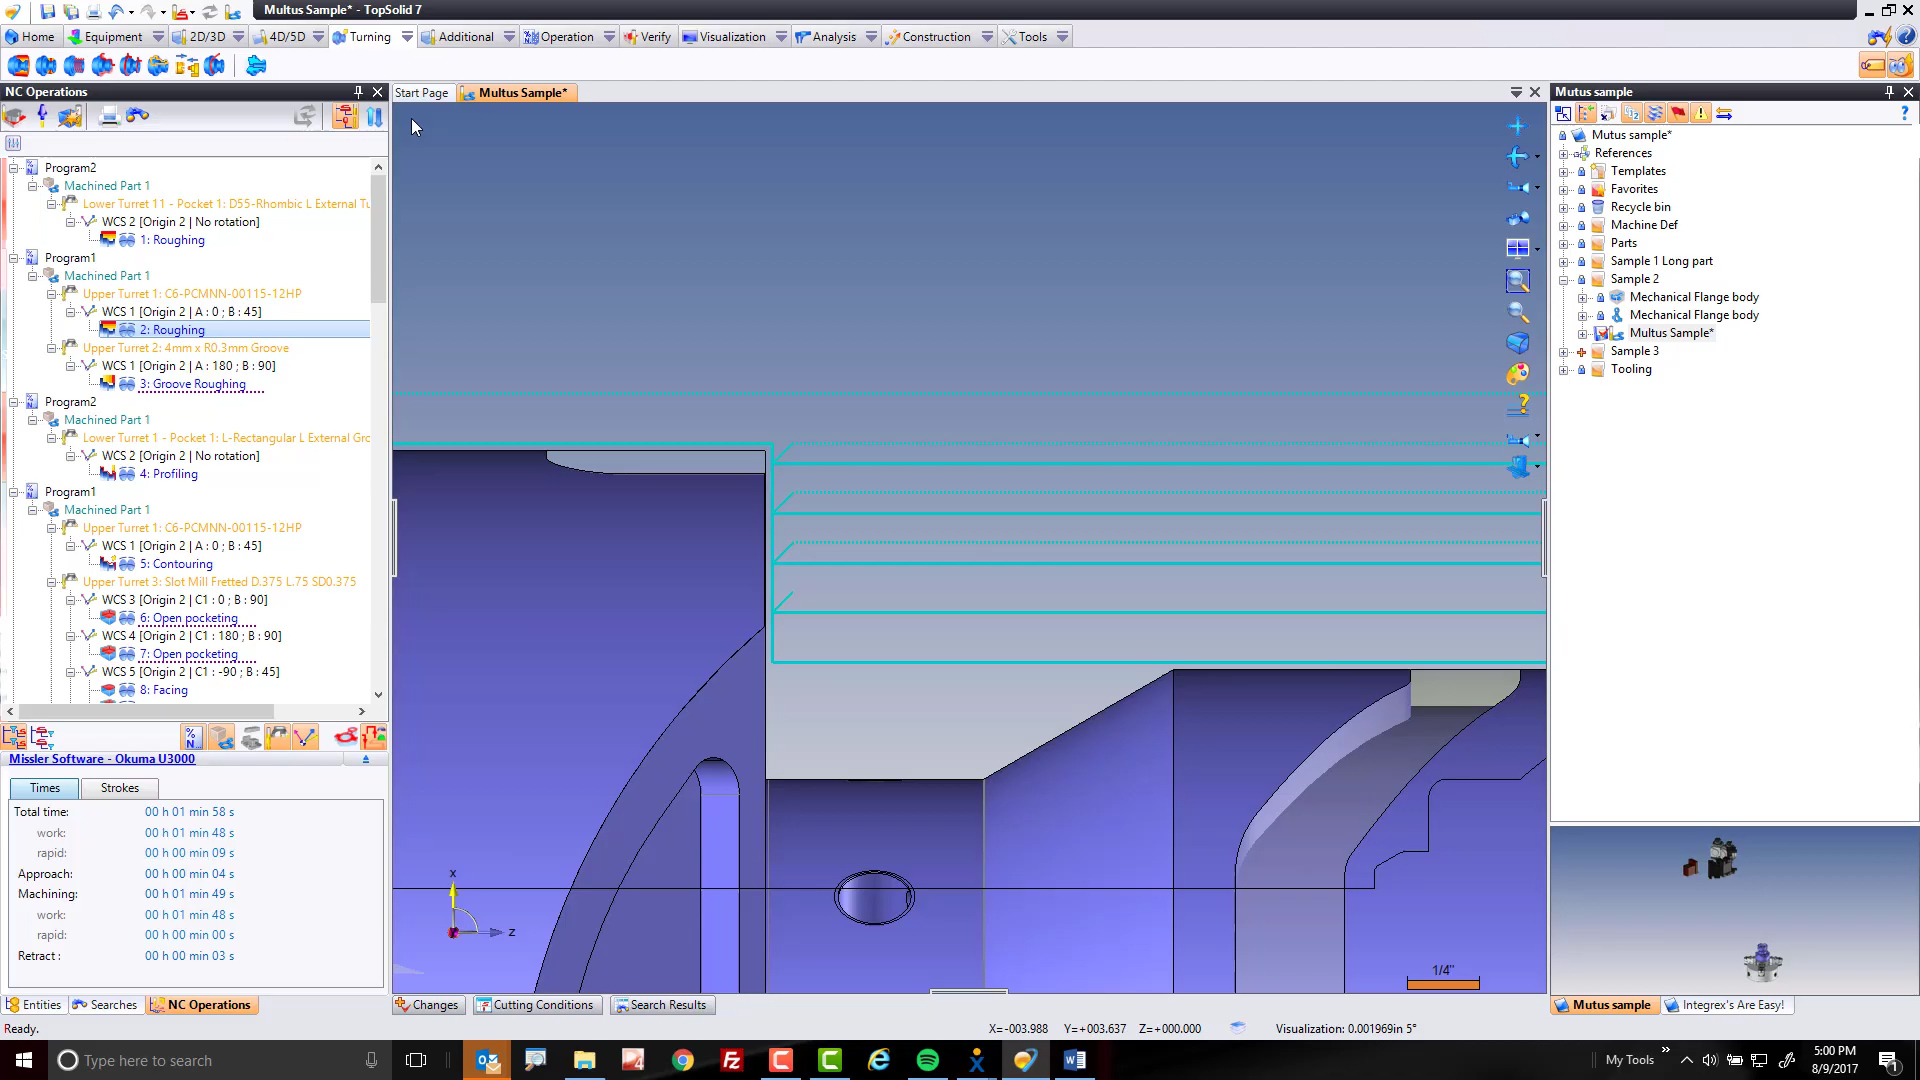 Multus Sample* - TopSolid 7
Home Equipment 2D/3D 4D/5D Turning Additional Operation Verify Visualization Analysis Construction Tools
NC Operations
Start Page Multus Sample*
Mutus sample
Program2
Machined Part 1
Lower Turret 11 - Pocket 1: D55-Rhombic L External Tu
WCS 2 [Origin 2 | No rotation]
1: Roughing
Program1
Machined Part 1
Upper Turret 1: C6-PCMNN-00115-12HP
WCS 1 [Origin 2 | A : 0 ; B : 45]
2: Roughing
Upper Turret 2: 4mm x R0.3mm Groove
WCS 1 [Origin 2 | A : 180 ; B : 90]
3: Groove Roughing
Program2
Machined Part 1
Lower Turret 1 - Pocket 1: L-Rectangular L External Gro
WCS 2 [Origin 2 | No rotation]
4: Profiling
Program1
Machined Part 1
Upper Turret 1: C6-PCMNN-00115-12HP
WCS 1 [Origin 2 | A : 0 ; B : 45]
5: Contouring
Upper Turret 3: Slot Mill Fretted D.375 L.75 SD0.375
WCS 3 [Origin 2 | C1 : 0 ; B : 90]
6: Open pocketing
WCS 4 [Origin 2 | C1 : 180 ; B : 90]
7: Open pocketing
WCS 5 [Origin 2 | C1 : -90 ; B : 45]
8: Facing
Missler Software - Okuma U3000
Times Strokes
Total time: 00 h 01 min 58 s
work: 00 h 01 min 48 s
rapid: 00 h 00 min 09 s
Approach: 00 h 00 min 04 s
Machining: 00 h 01 min 49 s
work: 00 h 01 min 48 s
rapid: 00 h 00 min 00 s
Retract : 00 h 00 min 03 s
Entities Searches NC Operations
x
z
1/4"
Mutus sample*
References
Templates
Favorites
Recycle bin
Machine Def
Parts
Sample 1 Long part
Sample 2
Mechanical Flange body
Mechanical Flange body
Multus Sample*
Sample 3
Tooling
Changes Cutting Conditions Search Results
Mutus sample Integrex's Are Easy!
Ready.
X=-003.988 Y=+003.637 Z=+000.000 Visualization: 0.001969in 5°
Type here to search
My Tools
5:00 PM
8/9/2017